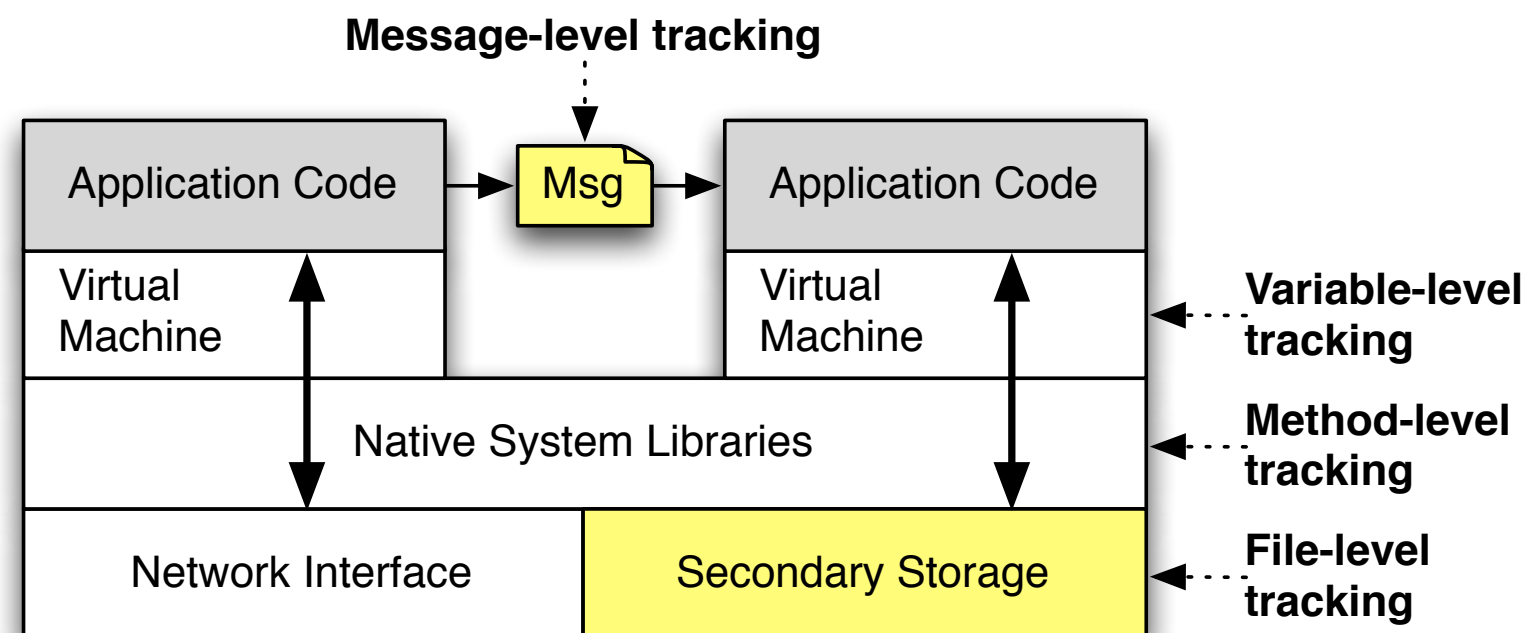 Message-level tracking
Application Code
Msg
Application Code
Virtual
Machine
Virtual
Machine
Variable-level
tracking
Native System Libraries
Method-level
tracking
Network Interface
Secondary Storage
File-level
tracking